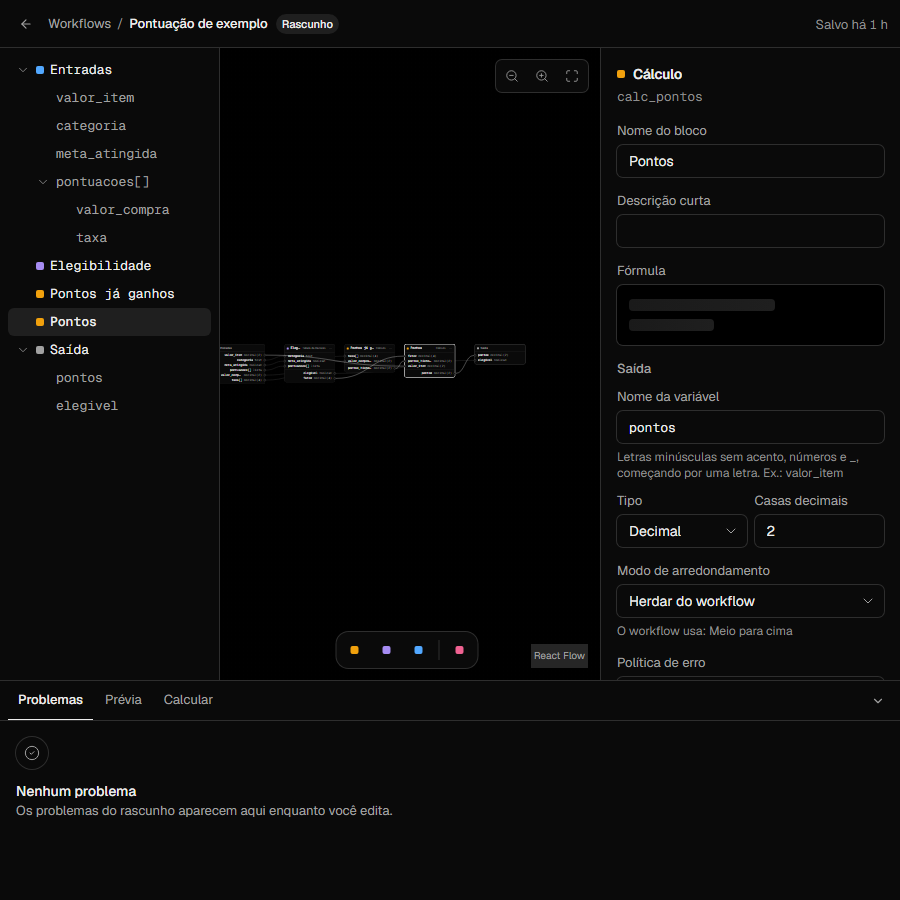 Workflows / Pontuação de exemplo Rascunho
Salvo há 1 h
Entradas
valor_item
categoria
meta_atingida
pontuacoes[]
valor_compra
taxa
Elegibilidade
Pontos já ganhos
Pontos
Saída
pontos
elegivel
React Flow
Cálculo
calc_pontos
Nome do bloco
Pontos
Descrição curta
Fórmula
Saída
Nome da variável
pontos
Letras minúsculas sem acento, números e _,
começando por uma letra. Ex.: valor_item
Tipo Casas decimais
Decimal 2
Modo de arredondamento
Herdar do workflow
O workflow usa: Meio para cima
Política de erro
Problemas Prévia Calcular
Nenhum problema
Os problemas do rascunho aparecem aqui enquanto você edita.